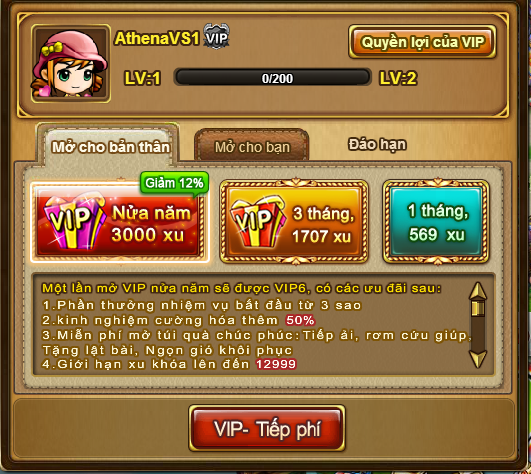 AthenaVS1 VIP
Quyền lợi của VIP
LV:1 0/200 LV:2
Mở cho bản thân
Mở cho bạn
Đáo hạn
Giảm 12%
VIP Nửa năm
3000 xu
VIP 3 tháng,
1707 xu
1 tháng,
569 xu
Một lần mở VIP nửa năm sẽ được VIP6, có các ưu đãi sau:
1.Phần thưởng nhiệm vụ bất đầu từ 3 sao
2.kinh nghiệm cường hóa thêm 50%
3.Miễn phí mở túi quà chúc phúc:Tiếp ải, rơm cứu giúp,
Tặng lật bài, Ngọn gió khôi phục
4.Giới hạn xu khóa lên đến 12999
VIP- Tiếp phí